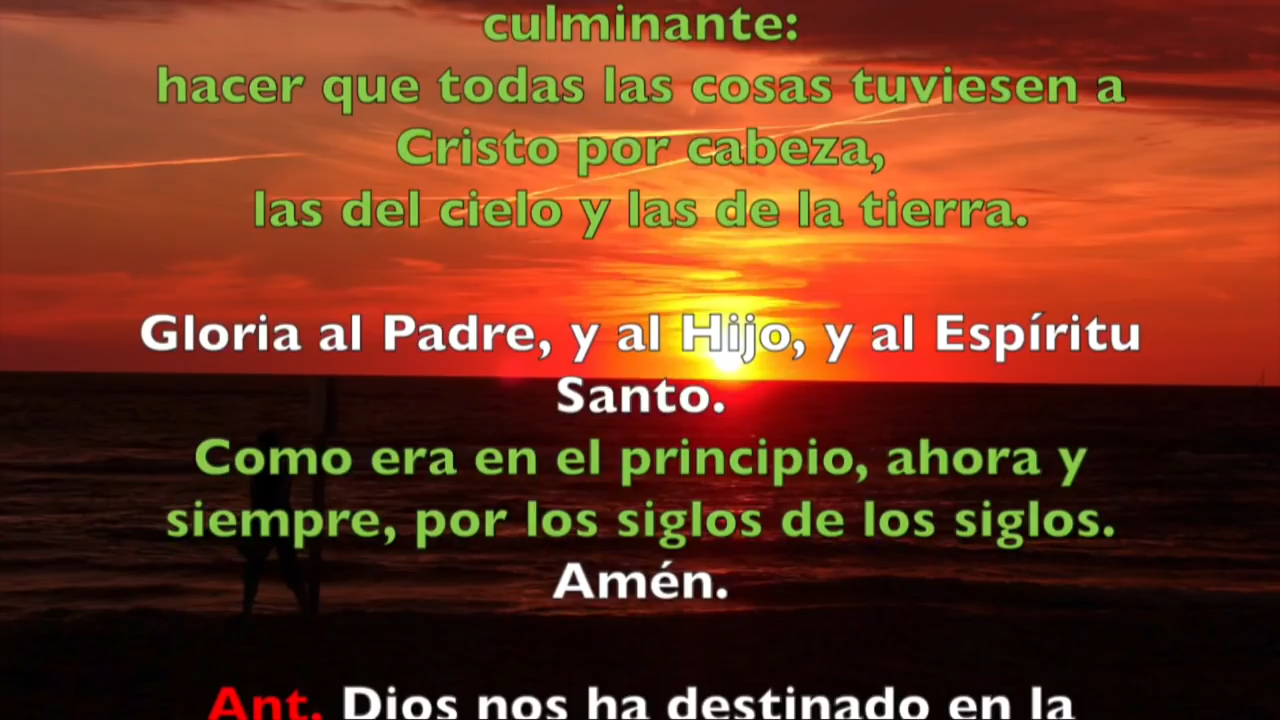 culminante:
hacer que todas las cosas tuviesen a
Cristo por cabeza,
las del cielo y las de la tierra.
Gloria al Padre, y al Hijo, y al Espíritu
Santo.
Como era en el principio, ahora y
siempre, por los siglos de los siglos.
Amén.
Ant. Dios nos ha destinado en la